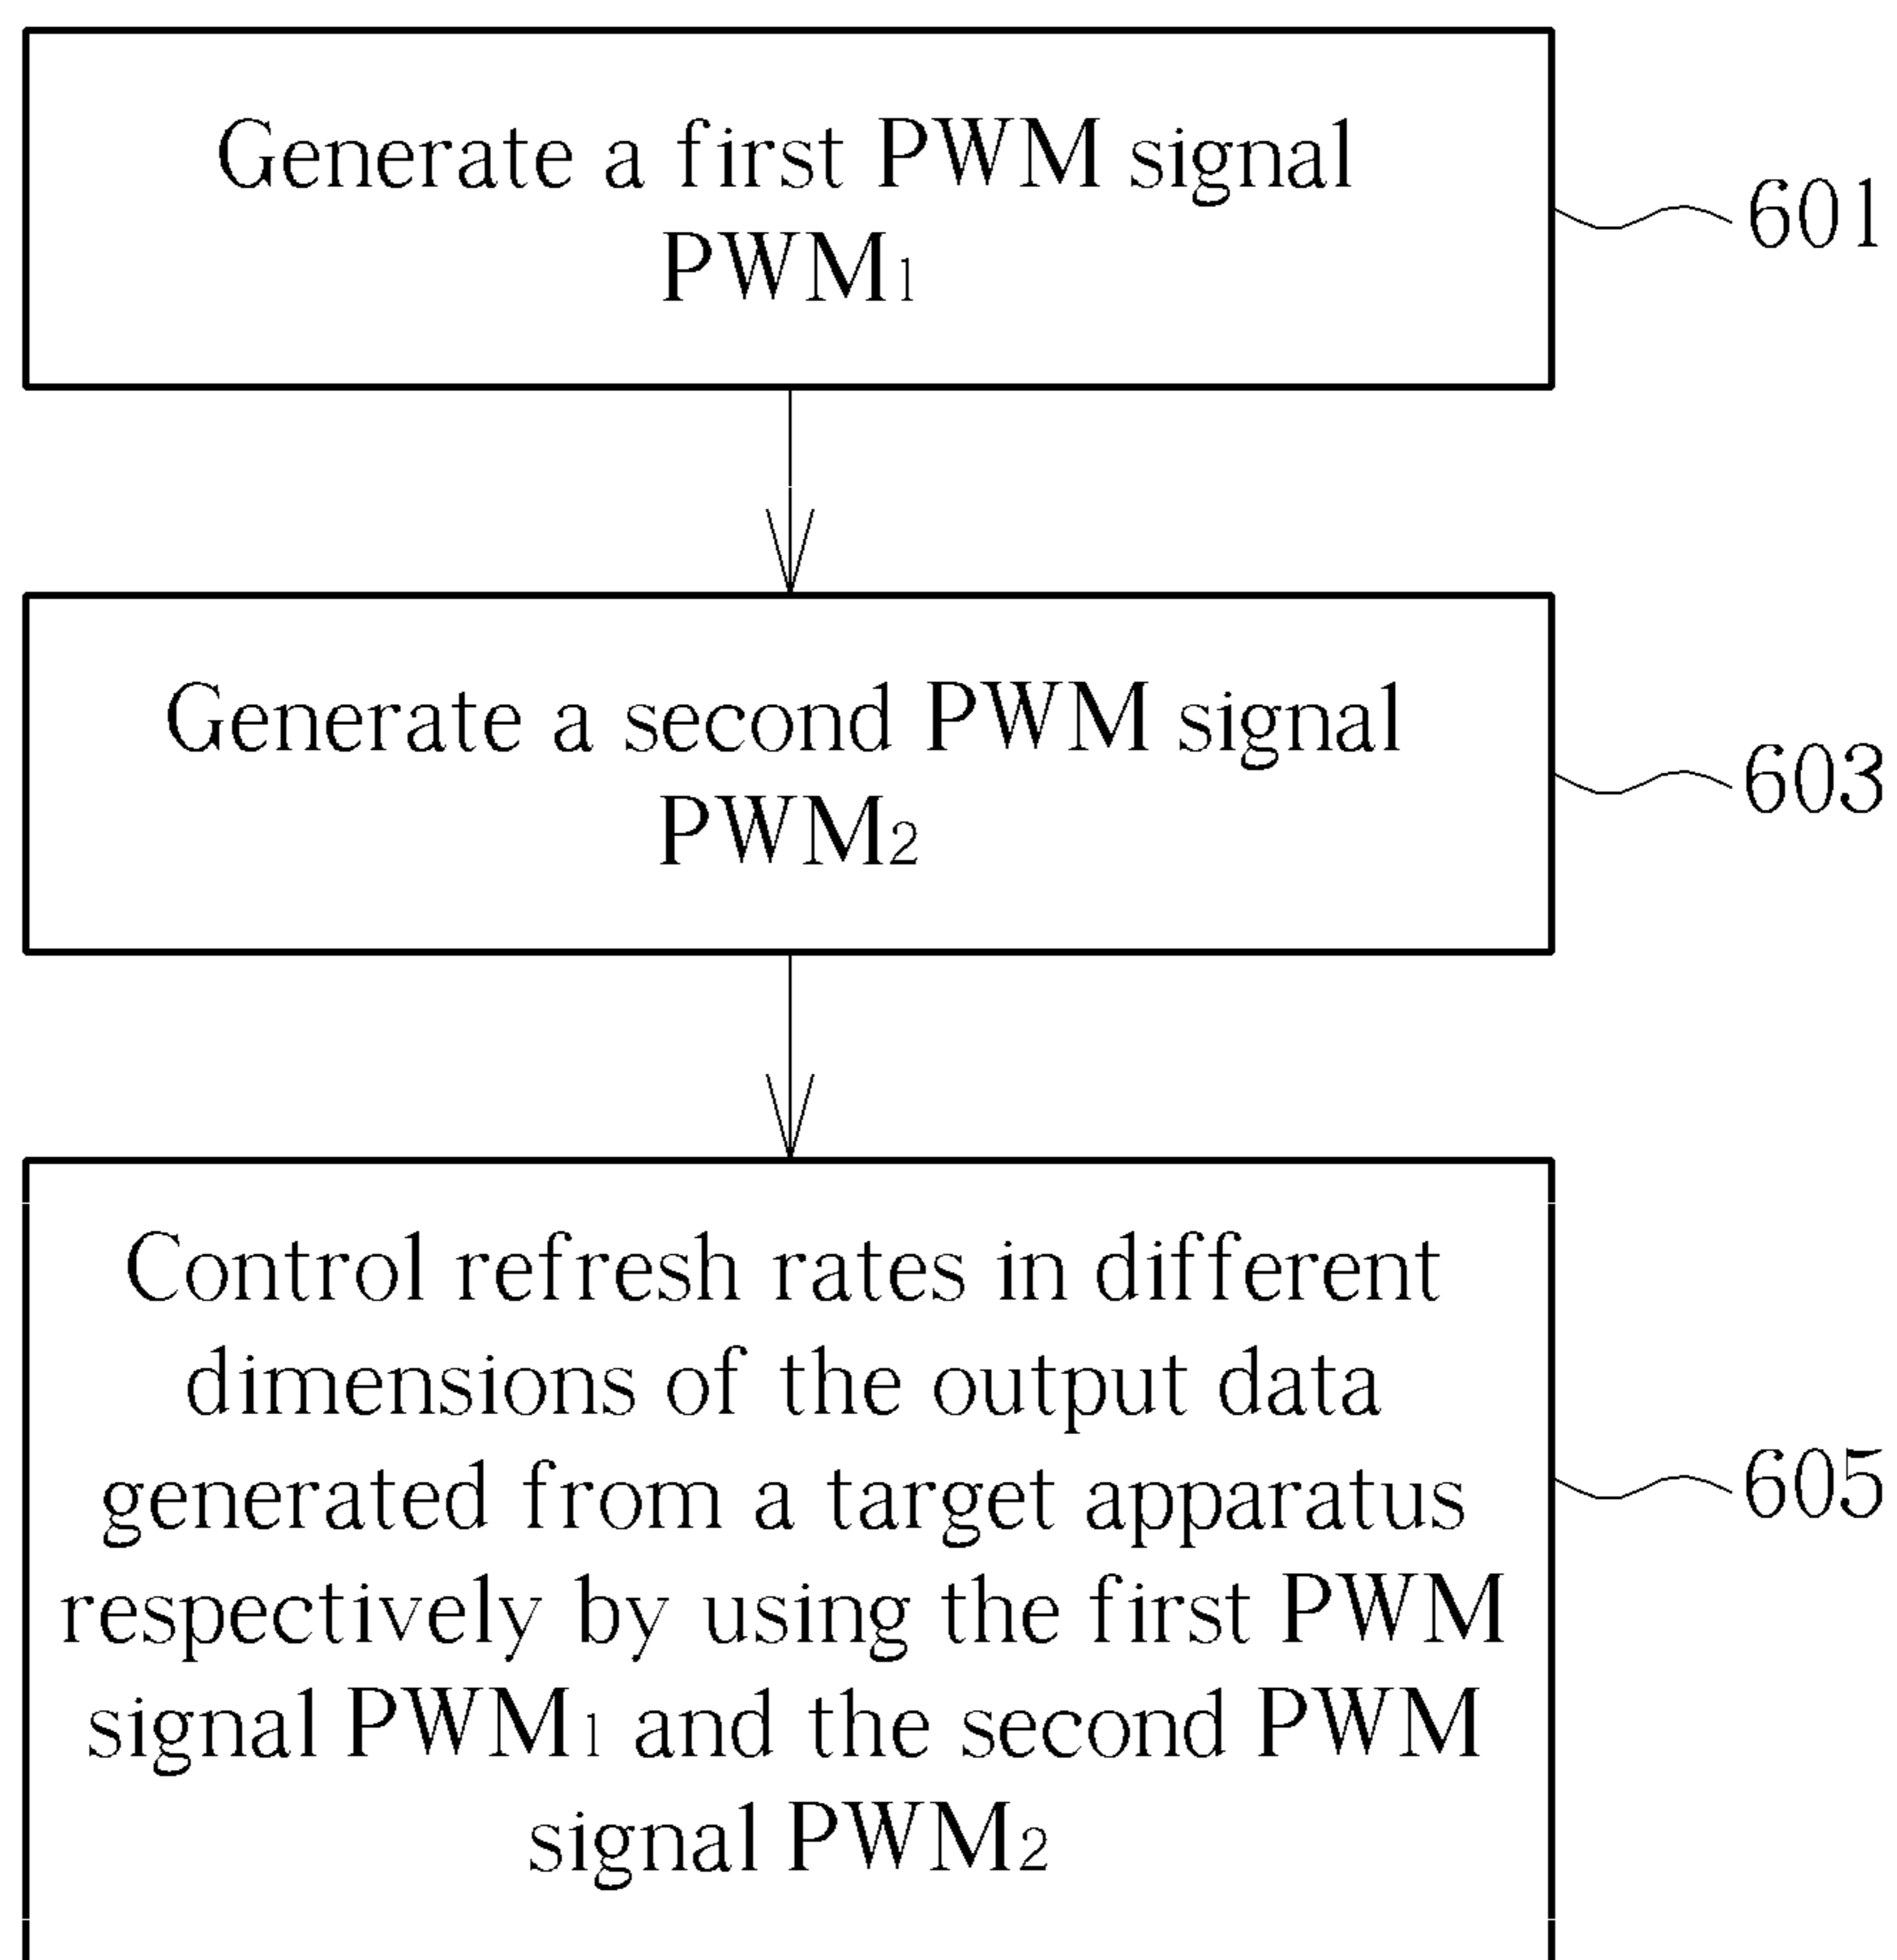 Generate a first PWM signal
PWM₁
601
Generate a second PWM signal
PWM₂
603
Control refresh rates in different
dimensions of the output data
generated from a target apparatus
respectively by using the first PWM
signal PWM₁ and the second PWM
signal PWM₂
605